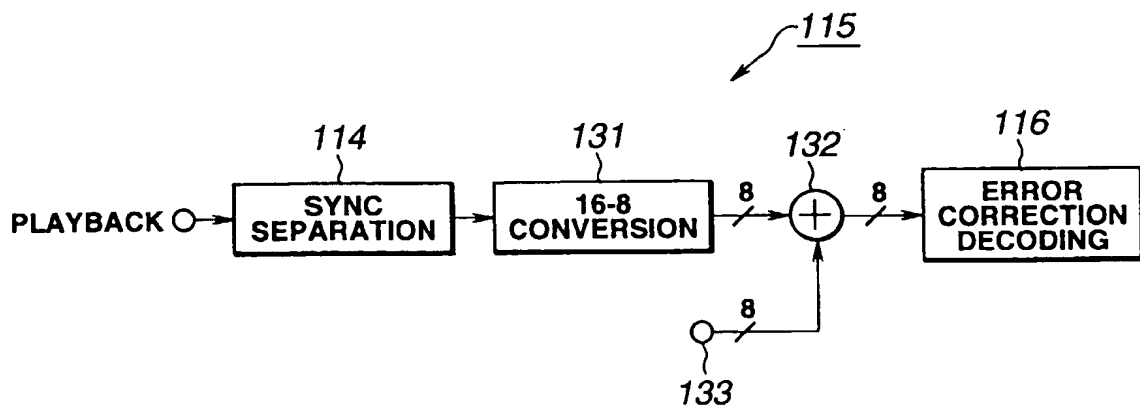 115
114
131
132
116
PLAYBACK
SYNC
SEPARATION
16-8
CONVERSION
8
8
ERROR
CORRECTION
DECODING
8
133